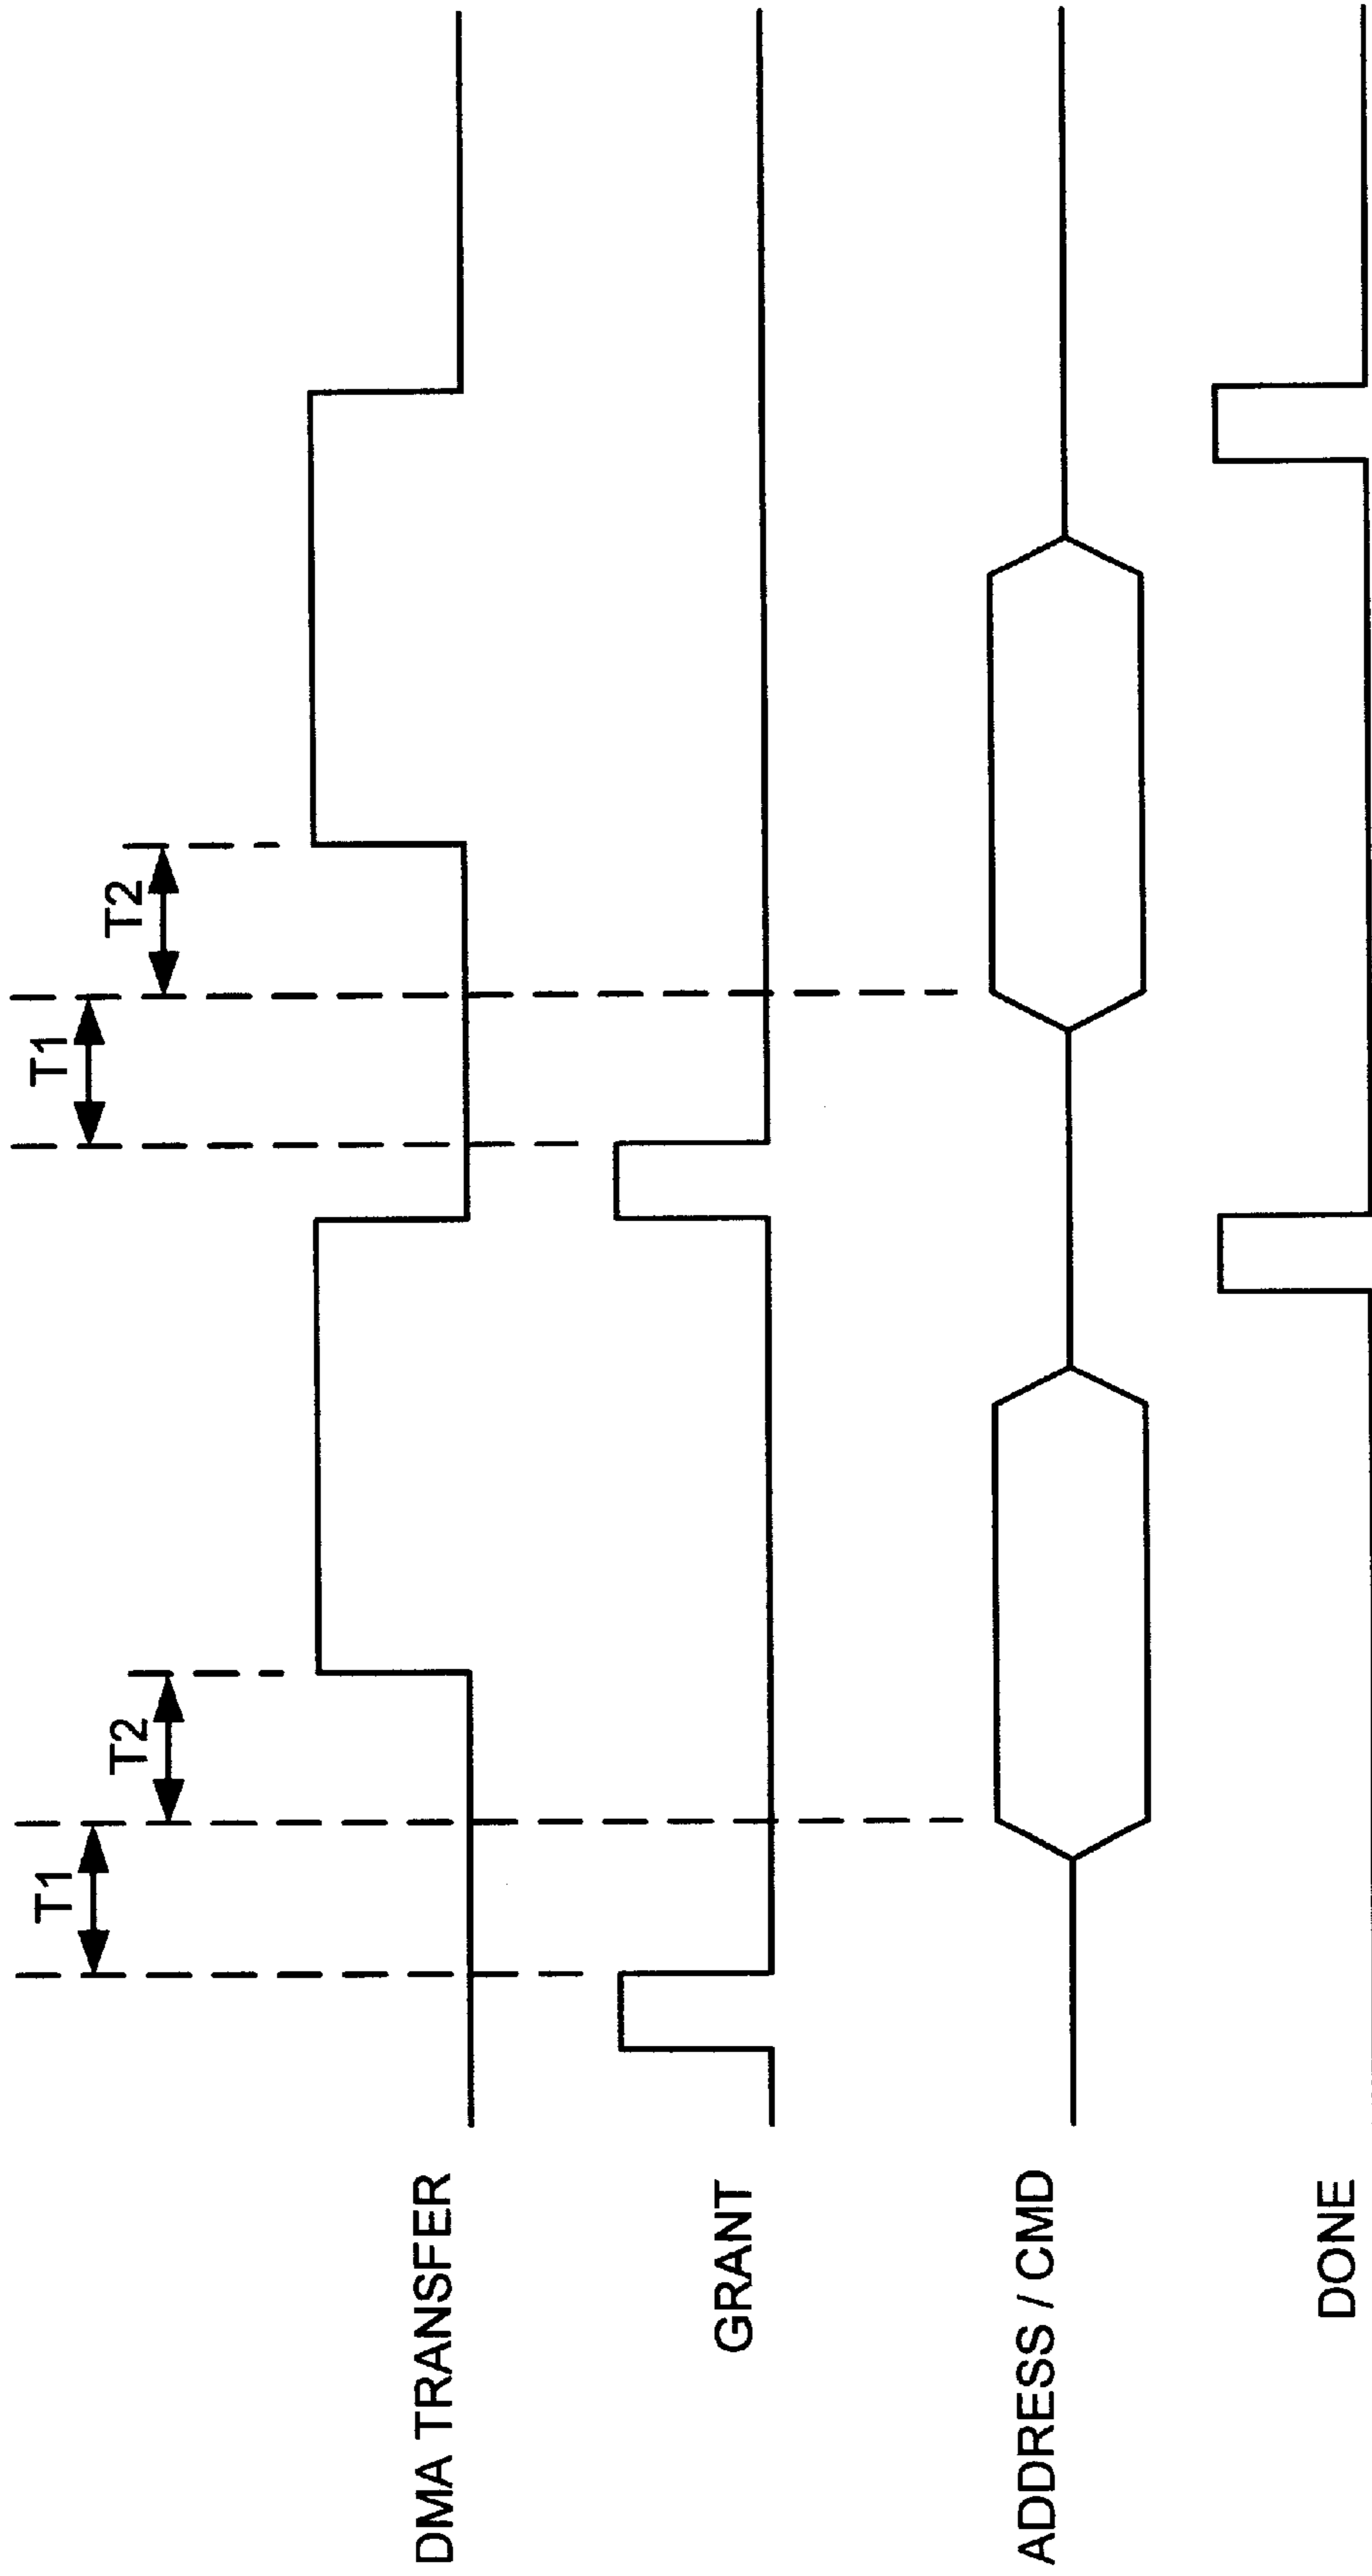 T1
T2
T1
T2
DMA TRANSFER
GRANT
ADDRESS / CMD
DONE